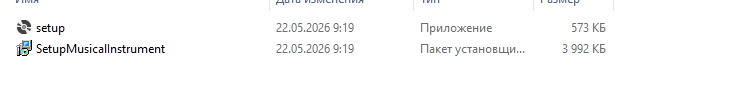 Имя Дата изменения Тип Размер
setup 22.05.2026 9:19 Приложение 573 КБ
SetupMusicalInstrument 22.05.2026 9:19 Пакет установщи... 3 992 КБ